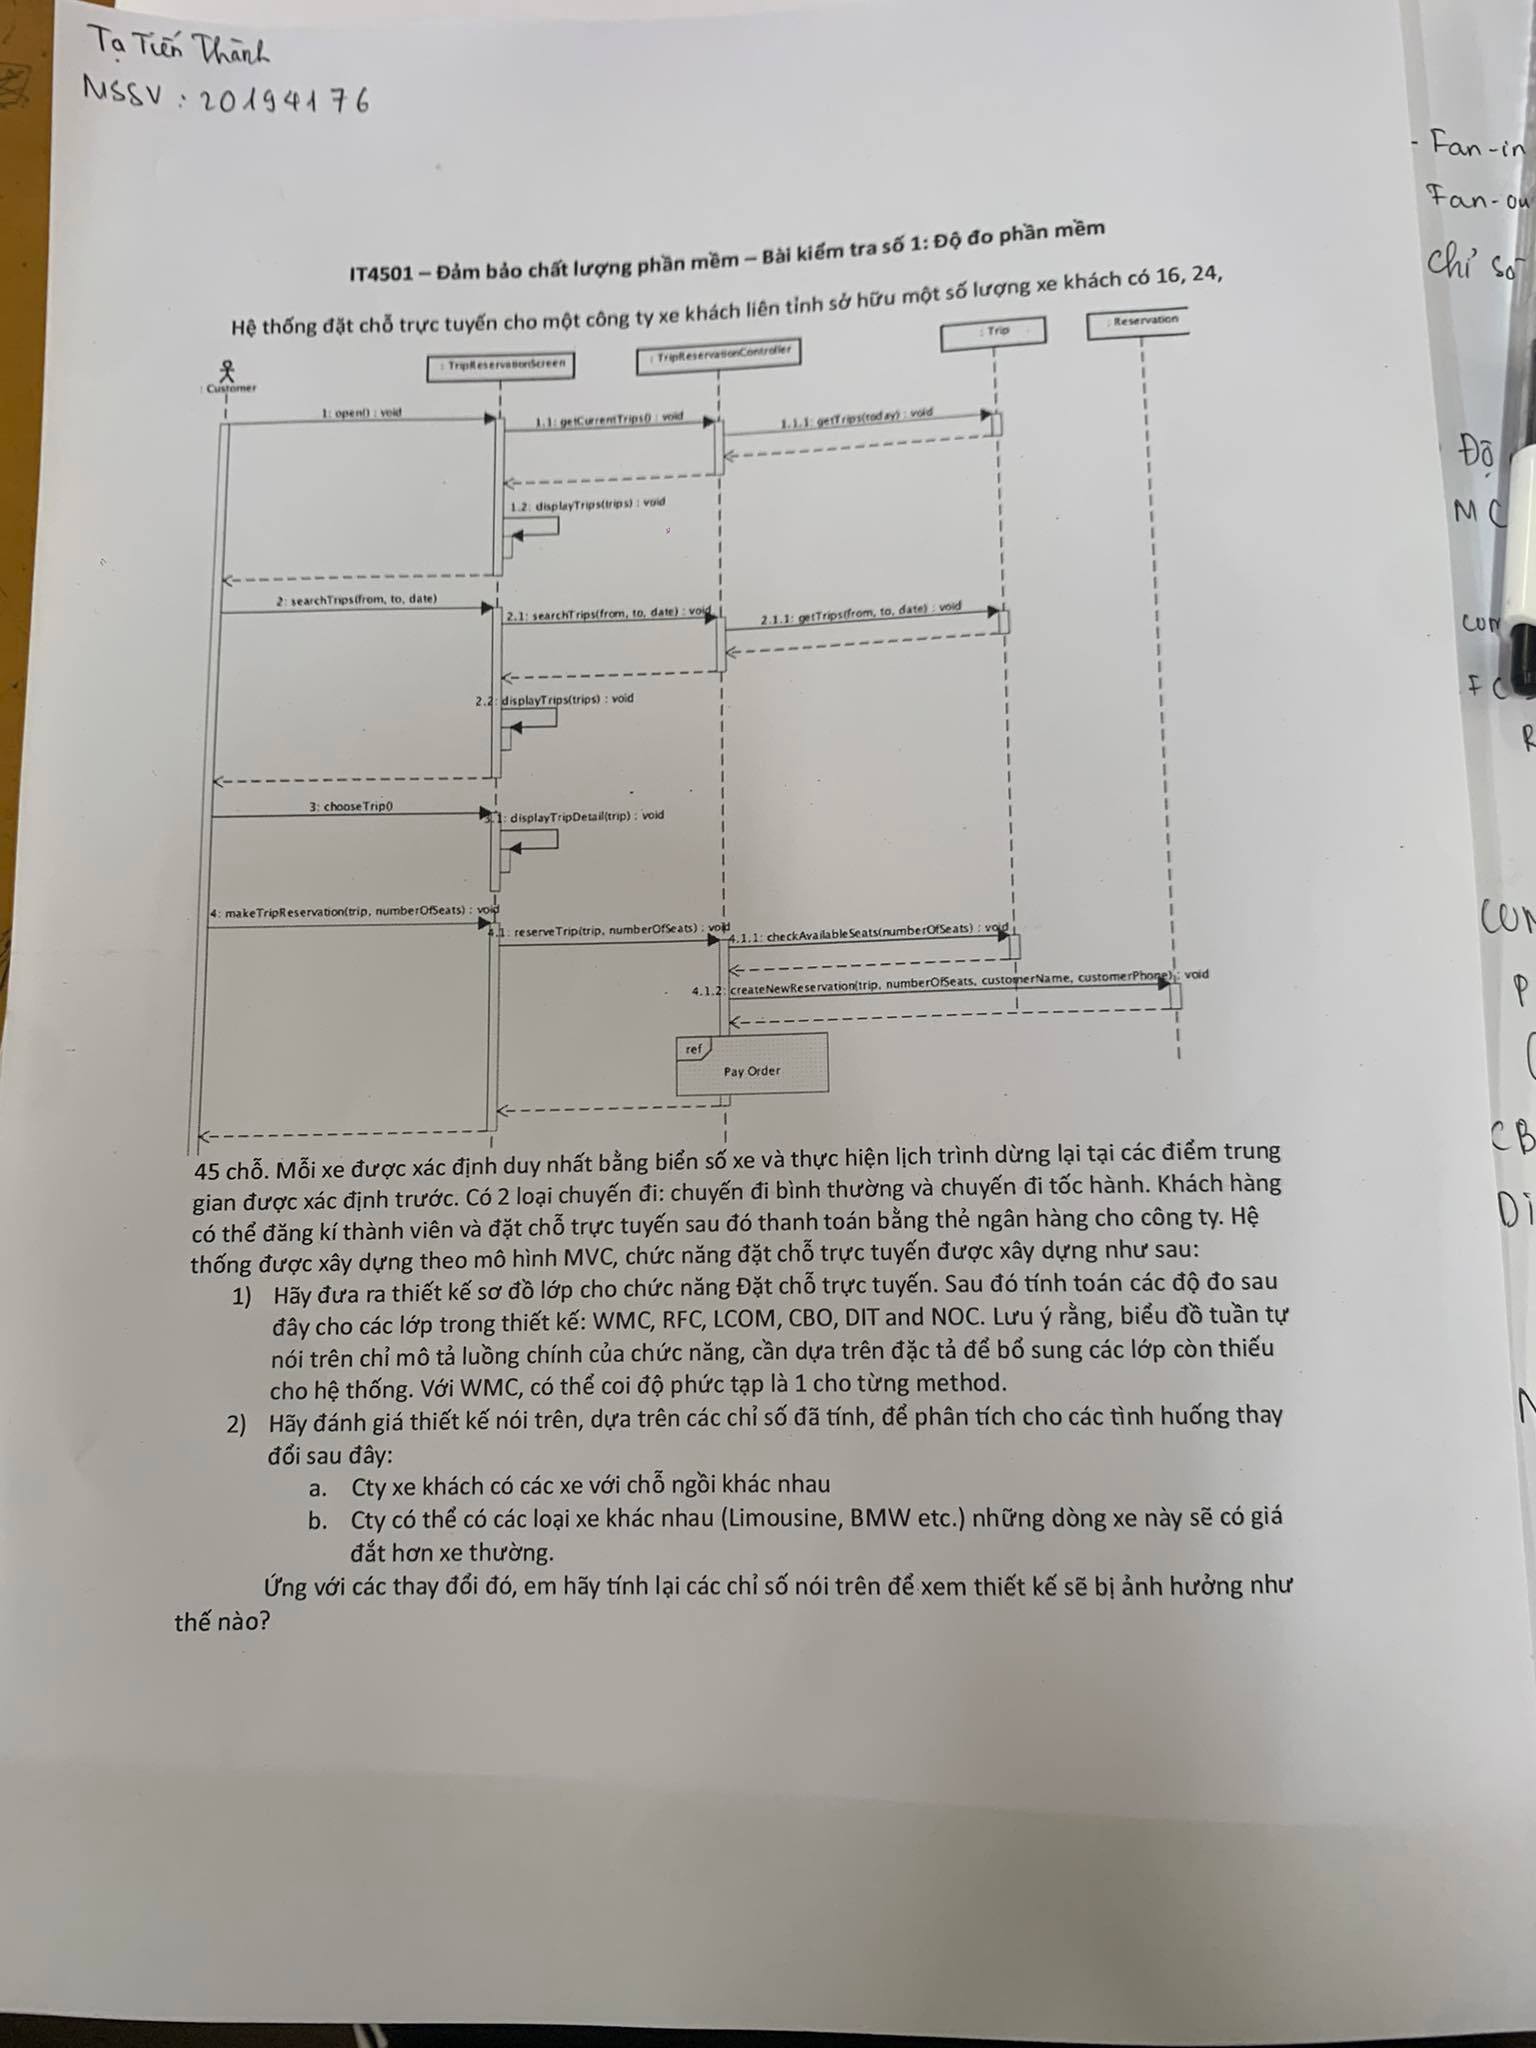 Tạ Tiến Thành
MSSV : 20194176
- Fan-in
Fan-ou
Chỉ số
IT4501 – Đảm bảo chất lượng phần mềm – Bài kiểm tra số 1: Độ đo phần mềm
Hệ thống đặt chỗ trực tuyến cho một công ty xe khách liên tỉnh sở hữu một số lượng xe khách có 16, 24,
: Customer
: TripReservationScreen
: TripReservationController
: Trip
: Reservation
1: open() : void
1.1: getCurrentTrips() : void
1.1.1: getTrips(today) : void
1.2: displayTrips(trips) : void
2: searchTrips(from, to, date)
2.1: searchTrips(from, to, date) : void
2.1.1: getTrips(from, to, date) : void
2.2: displayTrips(trips) : void
3: chooseTrip()
3.1: displayTripDetail(trip) : void
4: makeTripReservation(trip, numberOfSeats) : void
4.1: reserveTrip(trip, numberOfSeats) : void
4.1.1: checkAvailableSeats(numberOfSeats) : void
4.1.2: createNewReservation(trip, numberOfSeats, customerName, customerPhone) : void
ref
Pay Order
Độ
MC
COM
P
CB
Di
45 chỗ. Mỗi xe được xác định duy nhất bằng biển số xe và thực hiện lịch trình dừng lại tại các điểm trung
gian được xác định trước. Có 2 loại chuyến đi: chuyến đi bình thường và chuyến đi tốc hành. Khách hàng
có thể đăng kí thành viên và đặt chỗ trực tuyến sau đó thanh toán bằng thẻ ngân hàng cho công ty. Hệ
thống được xây dựng theo mô hình MVC, chức năng đặt chỗ trực tuyến được xây dựng như sau:
1) Hãy đưa ra thiết kế sơ đồ lớp cho chức năng Đặt chỗ trực tuyến. Sau đó tính toán các độ đo sau
đây cho các lớp trong thiết kế: WMC, RFC, LCOM, CBO, DIT and NOC. Lưu ý rằng, biểu đồ tuần tự
nói trên chỉ mô tả luồng chính của chức năng, cần dựa trên đặc tả để bổ sung các lớp còn thiếu
cho hệ thống. Với WMC, có thể coi độ phức tạp là 1 cho từng method.
2) Hãy đánh giá thiết kế nói trên, dựa trên các chỉ số đã tính, để phân tích cho các tình huống thay
đổi sau đây:
a. Cty xe khách có các xe với chỗ ngồi khác nhau
b. Cty có thể có các loại xe khác nhau (Limousine, BMW etc.) những dòng xe này sẽ có giá
đắt hơn xe thường.
Ứng với các thay đổi đó, em hãy tính lại các chỉ số nói trên để xem thiết kế sẽ bị ảnh hưởng như
thế nào?